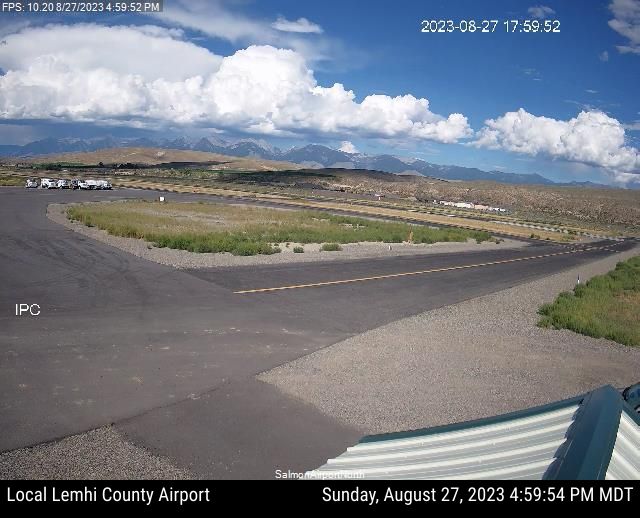 FPS: 10.20 8/27/2023 4:59:52 PM
2023-08-27 17:59:52
IPC
Local Lemhi County Airport
Sunday, August 27, 2023 4:59:54 PM MDT